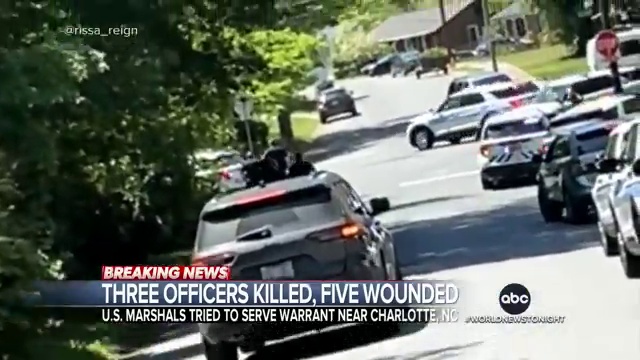 @rissa_reign
BREAKING NEWS
THREE OFFICERS KILLED, FIVE WOUNDED
U.S. MARSHALS TRIED TO SERVE WARRANT NEAR CHARLOTTE, NC
abc
#WORLDNEWSTONIGHT